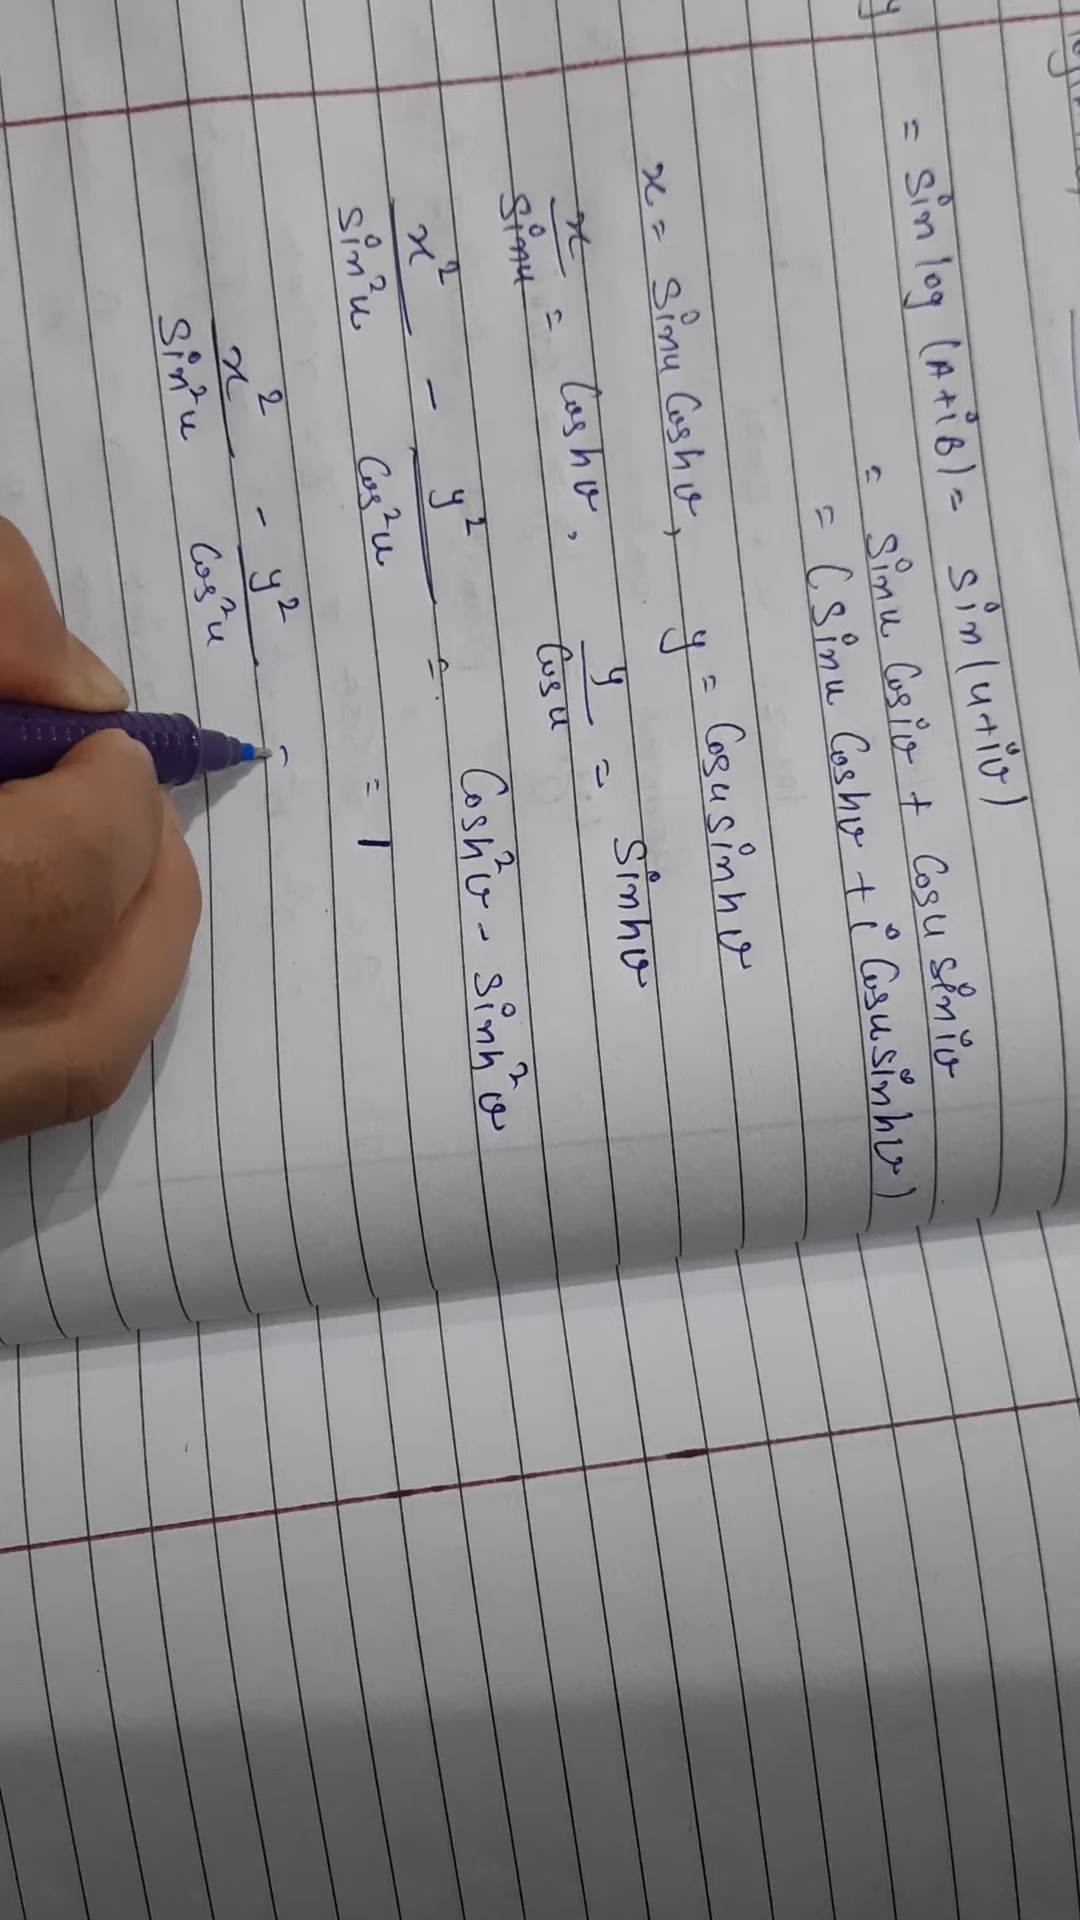 = Sin log (A+iB) = Sin(u+iv)
= Sinu Cosiv + Cosu Siniv
= (Sinu Coshv + i Cosu Sinhv)
x = Sinu Coshv, y = Cosu Sinhv
x/Sinu = Coshv, y/Cosu = Sinhv
x²/Sin²u - y²/Cos²u = Cosh²v - Sinh²v
= 1
x²/Sin²u - y²/Cos²u -